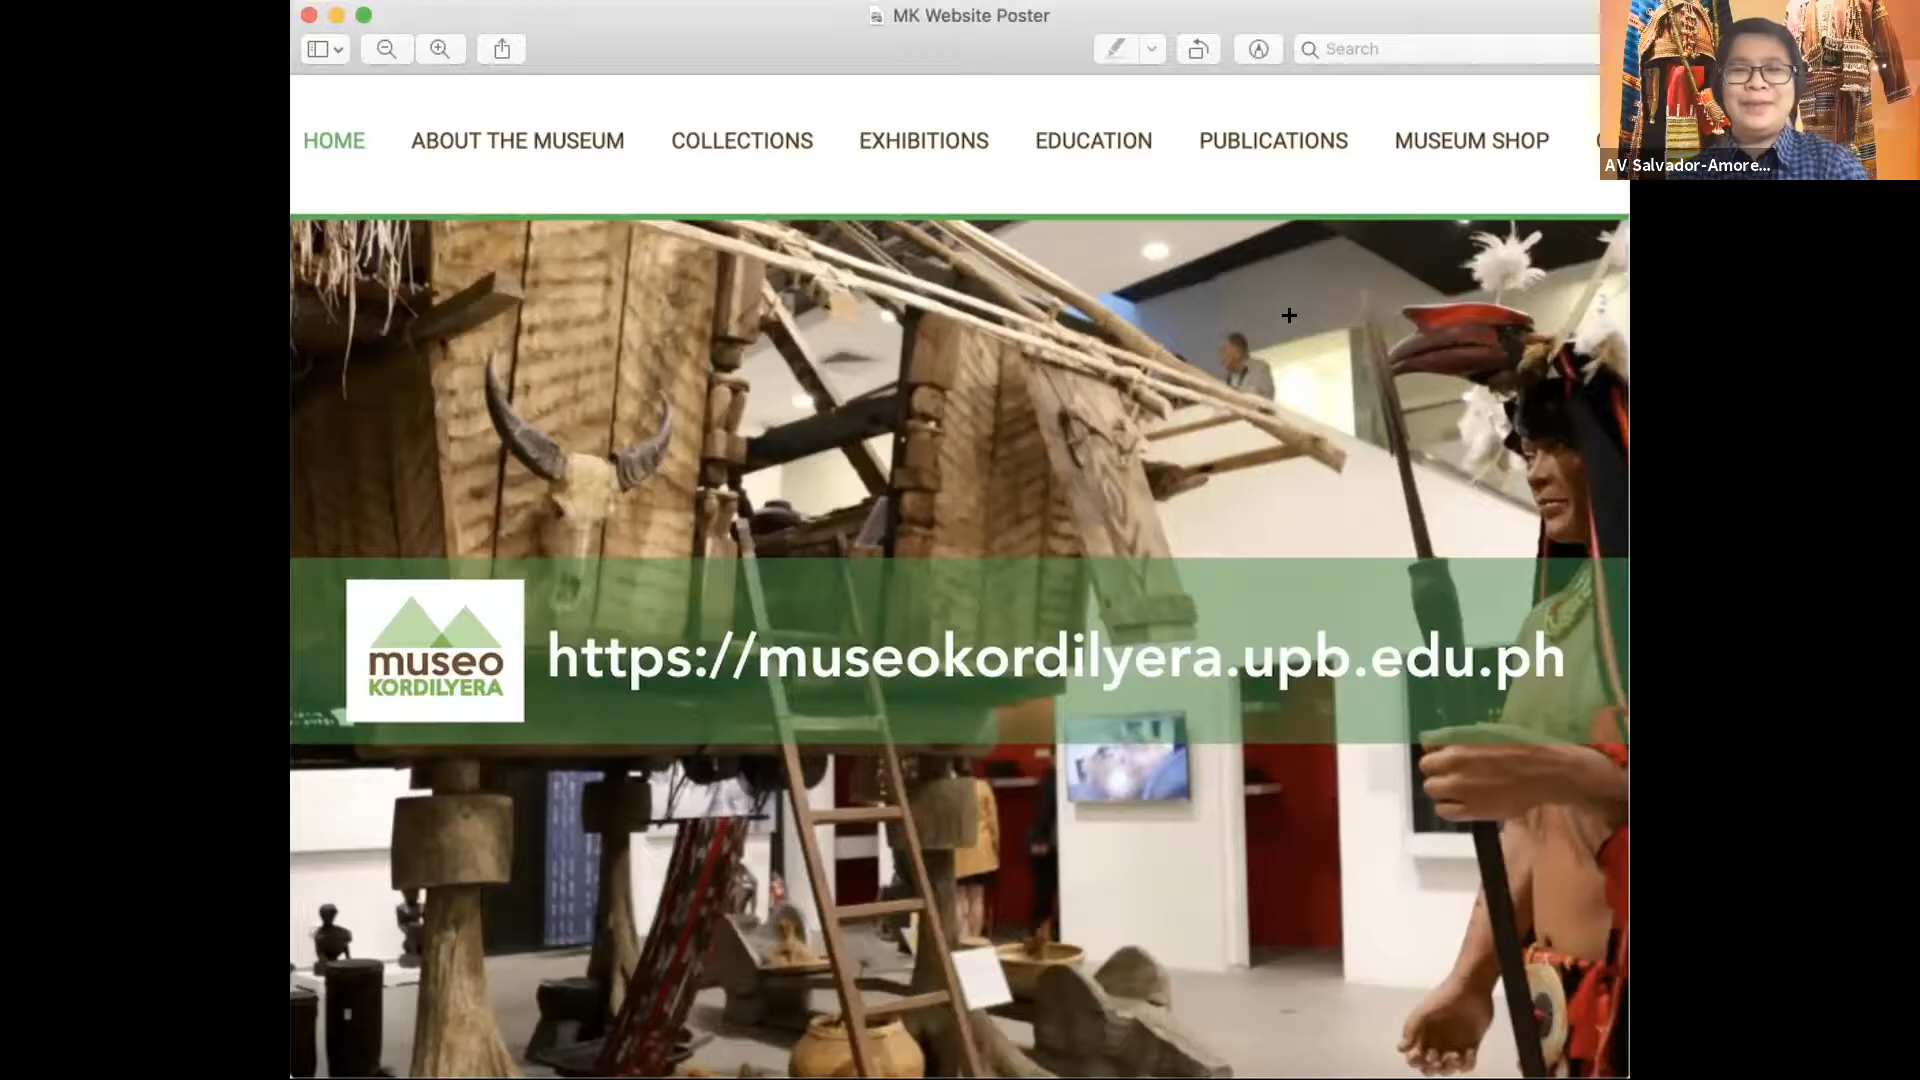 MK Website Poster
Search
HOME ABOUT THE MUSEUM COLLECTIONS EXHIBITIONS EDUCATION PUBLICATIONS MUSEUM SHOP
AV Salvador-Amore...
museo
KORDILYERA
https://museokordilyera.upb.edu.ph